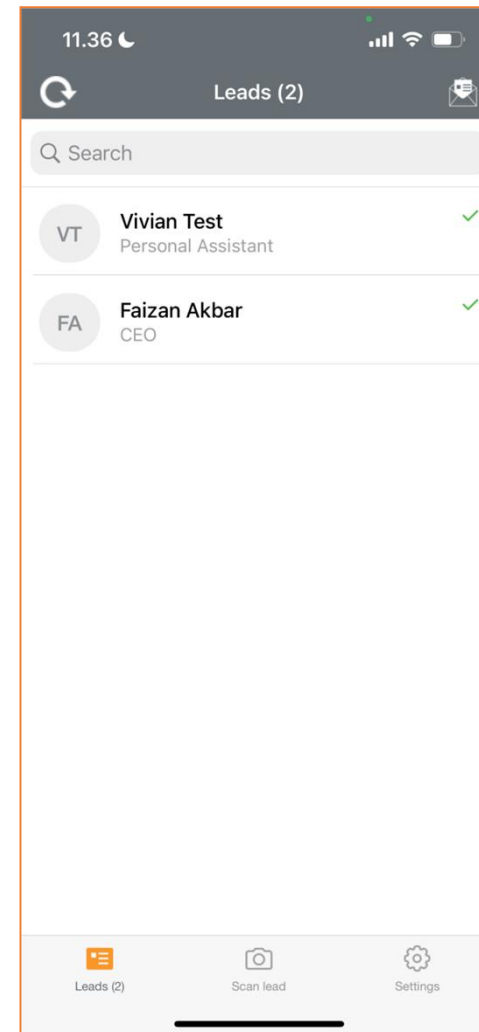 11.36
Leads (2)
Search
VT
Vivian Test
Personal Assistant
FA
Faizan Akbar
CEO
Leads (2)
Scan lead
Settings